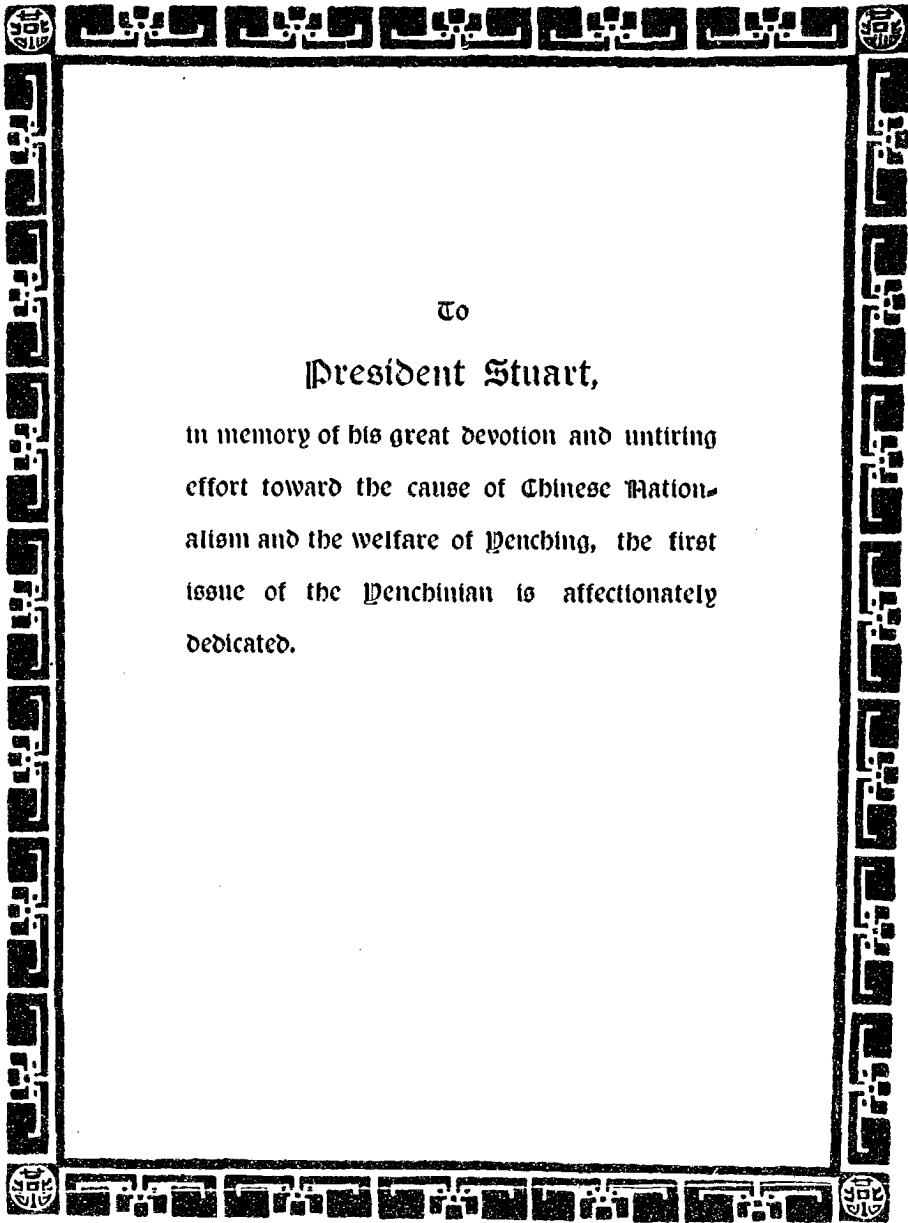 To
President Stuart,
in memory of his great devotion and untiring
effort toward the cause of Chinese Nation-
alism and the welfare of Yenching, the first
issue of the Yenchinian is affectionately
dedicated.